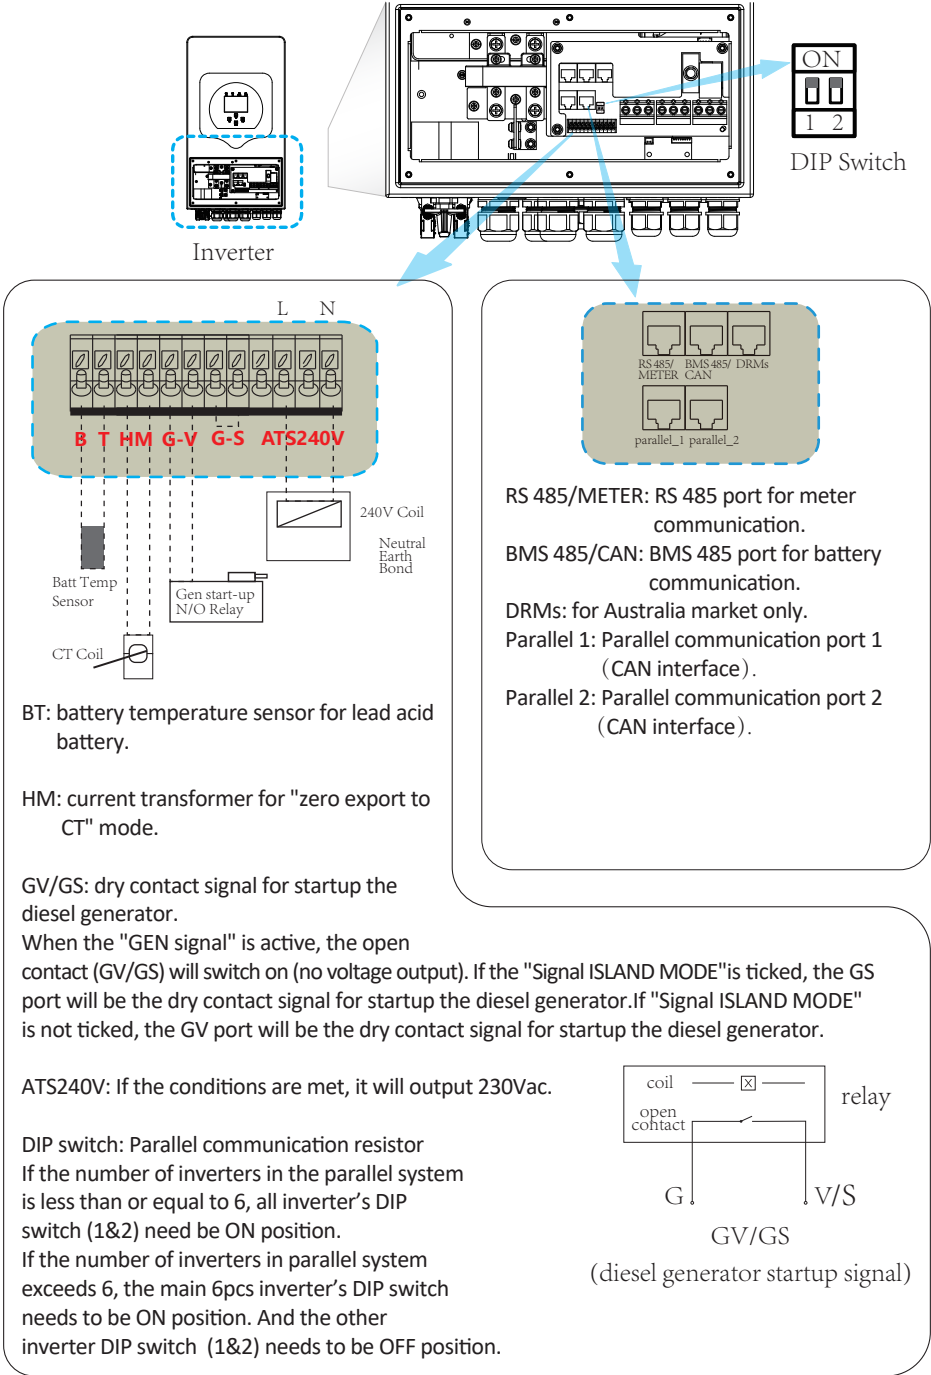 ON
1 2
DIP Switch
Inverter
L N
B T HM G-V G-S ATS240V
240V Coil
Neutral
Earth
Bond
Batt Temp
Sensor
Gen start-up
N/O Relay
CT Coil
RS 485/
METER
BMS 485/
CAN
DRMs
parallel_1 parallel_2
RS 485/METER: RS 485 port for meter
communication.
BMS 485/CAN: BMS 485 port for battery
communication.
DRMs: for Australia market only.
Parallel 1: Parallel communication port 1
（CAN interface）.
Parallel 2: Parallel communication port 2
（CAN interface）.
BT: battery temperature sensor for lead acid
battery.
HM: current transformer for "zero export to
CT" mode.
GV/GS: dry contact signal for startup the
diesel generator.
When the "GEN signal" is active, the open
contact (GV/GS) will switch on (no voltage output). If the "Signal ISLAND MODE"is ticked, the GS
port will be the dry contact signal for startup the diesel generator.If "Signal ISLAND MODE"
is not ticked, the GV port will be the dry contact signal for startup the diesel generator.
ATS240V: If the conditions are met, it will output 230Vac.
DIP switch: Parallel communication resistor
If the number of inverters in the parallel system
is less than or equal to 6, all inverter’s DIP
switch (1&2) need be ON position.
If the number of inverters in parallel system
exceeds 6, the main 6pcs inverter’s DIP switch
needs to be ON position. And the other
inverter DIP switch (1&2) needs to be OFF position.
coil
x
relay
open
contact
G
V/S
GV/GS
(diesel generator startup signal)